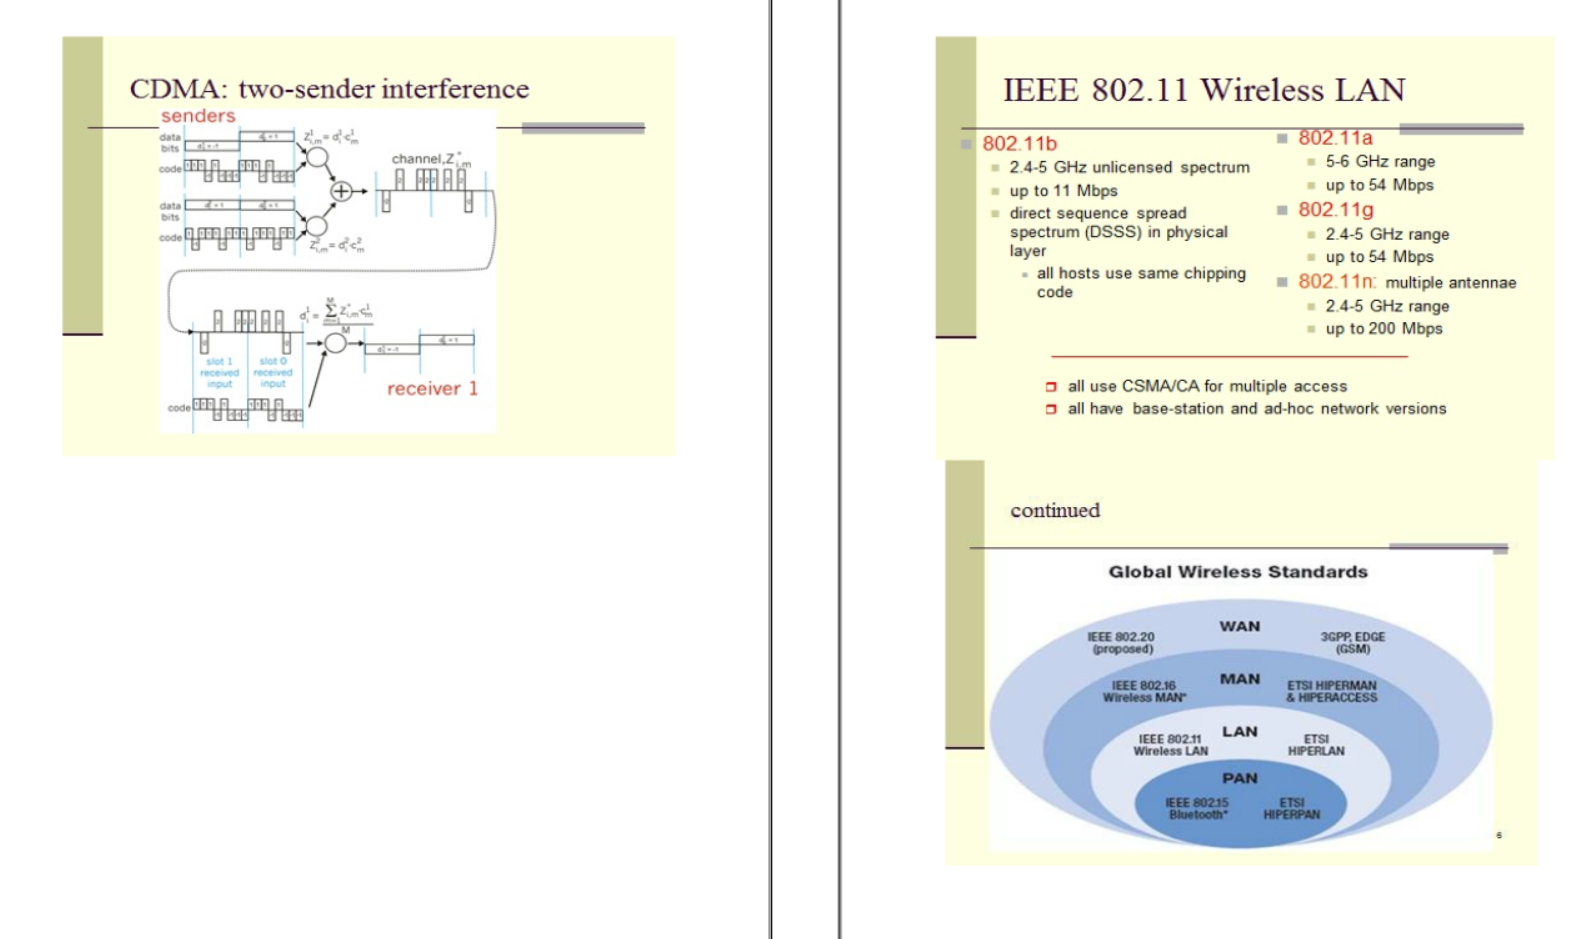 CDMA: two-sender interference
senders
data
bits
code
data
bits
code
channel,
slot 1
received
input
slot 0
received
input
code
receiver 1
IEEE 802.11 Wireless LAN
802.11b
2.4-5 GHz unlicensed spectrum
up to 11 Mbps
direct sequence spread
spectrum (DSSS) in physical
layer
all hosts use same chipping
code
802.11a
5-6 GHz range
up to 54 Mbps
802.11g
2.4-5 GHz range
up to 54 Mbps
802.11n: multiple antennae
2.4-5 GHz range
up to 200 Mbps
all use CSMA/CA for multiple access
all have base-station and ad-hoc network versions
continued
Global Wireless Standards
WAN
IEEE 802.20
(proposed)
3GPP, EDGE
(GSM)
MAN
IEEE 802.16
Wireless MAN*
ETSI HIPERMAN
& HIPERACCESS
LAN
IEEE 802.11
Wireless LAN
ETSI
HIPERLAN
PAN
IEEE 802.15
Bluetooth*
ETSI
HIPERPAN
6